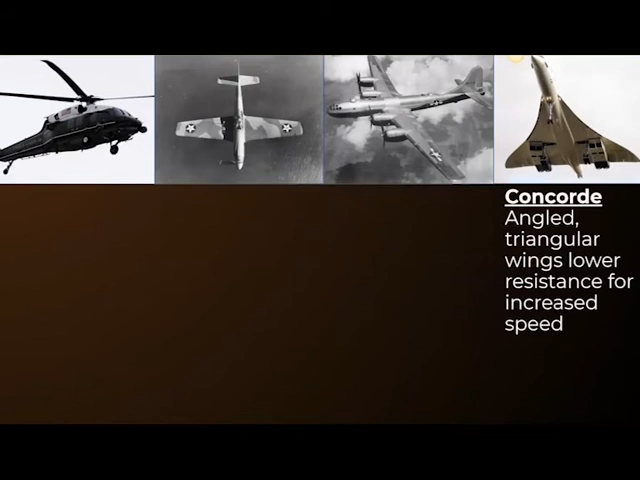 Concorde
Angled,
triangular
wings lower
resistance for
increased
speed